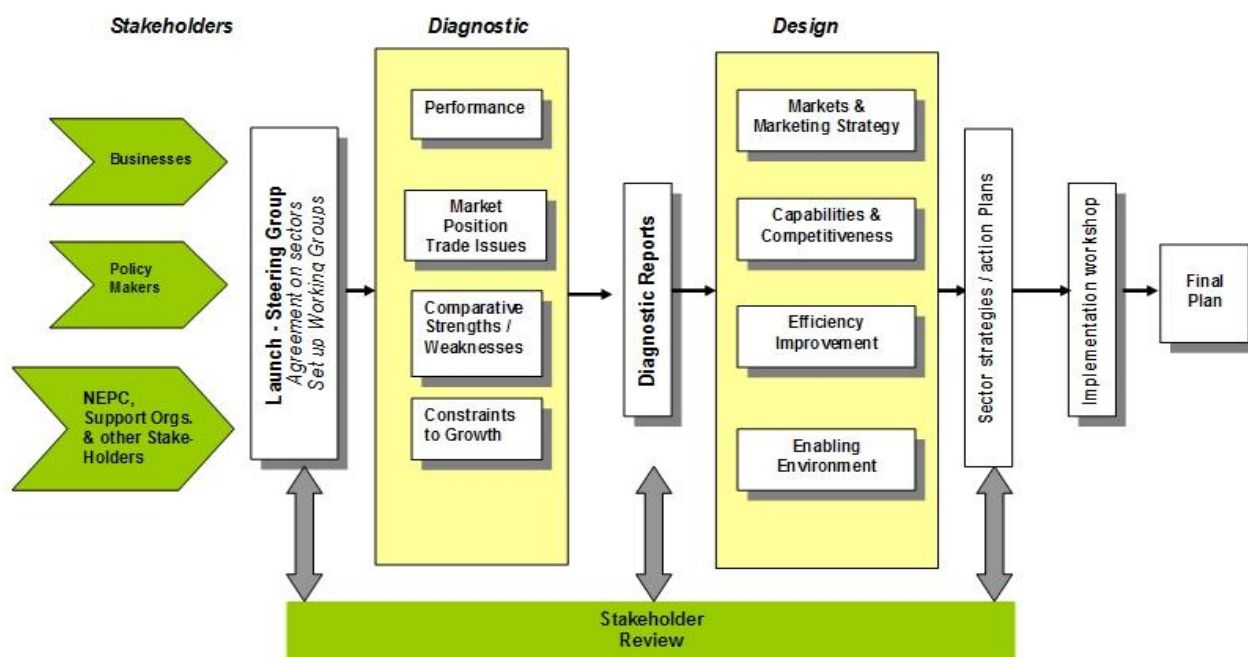 Stakeholders
Diagnostic
Design
Businesses
Policy
Makers
NEPC,
Support Orgs.
& other Stake-
Holders
Launch - Steering Group
Agreement on sectors
Set up Working Groups
Performance
Market
Position
Trade Issues
Comparative
Strengths /
Weaknesses
Constraints
to Growth
Diagnostic Reports
Markets &
Marketing Strategy
Capabilities &
Competitiveness
Efficiency
Improvement
Enabling
Environment
Sector strategies / action Plans
Implementation workshop
Final
Plan
Stakeholder
Review